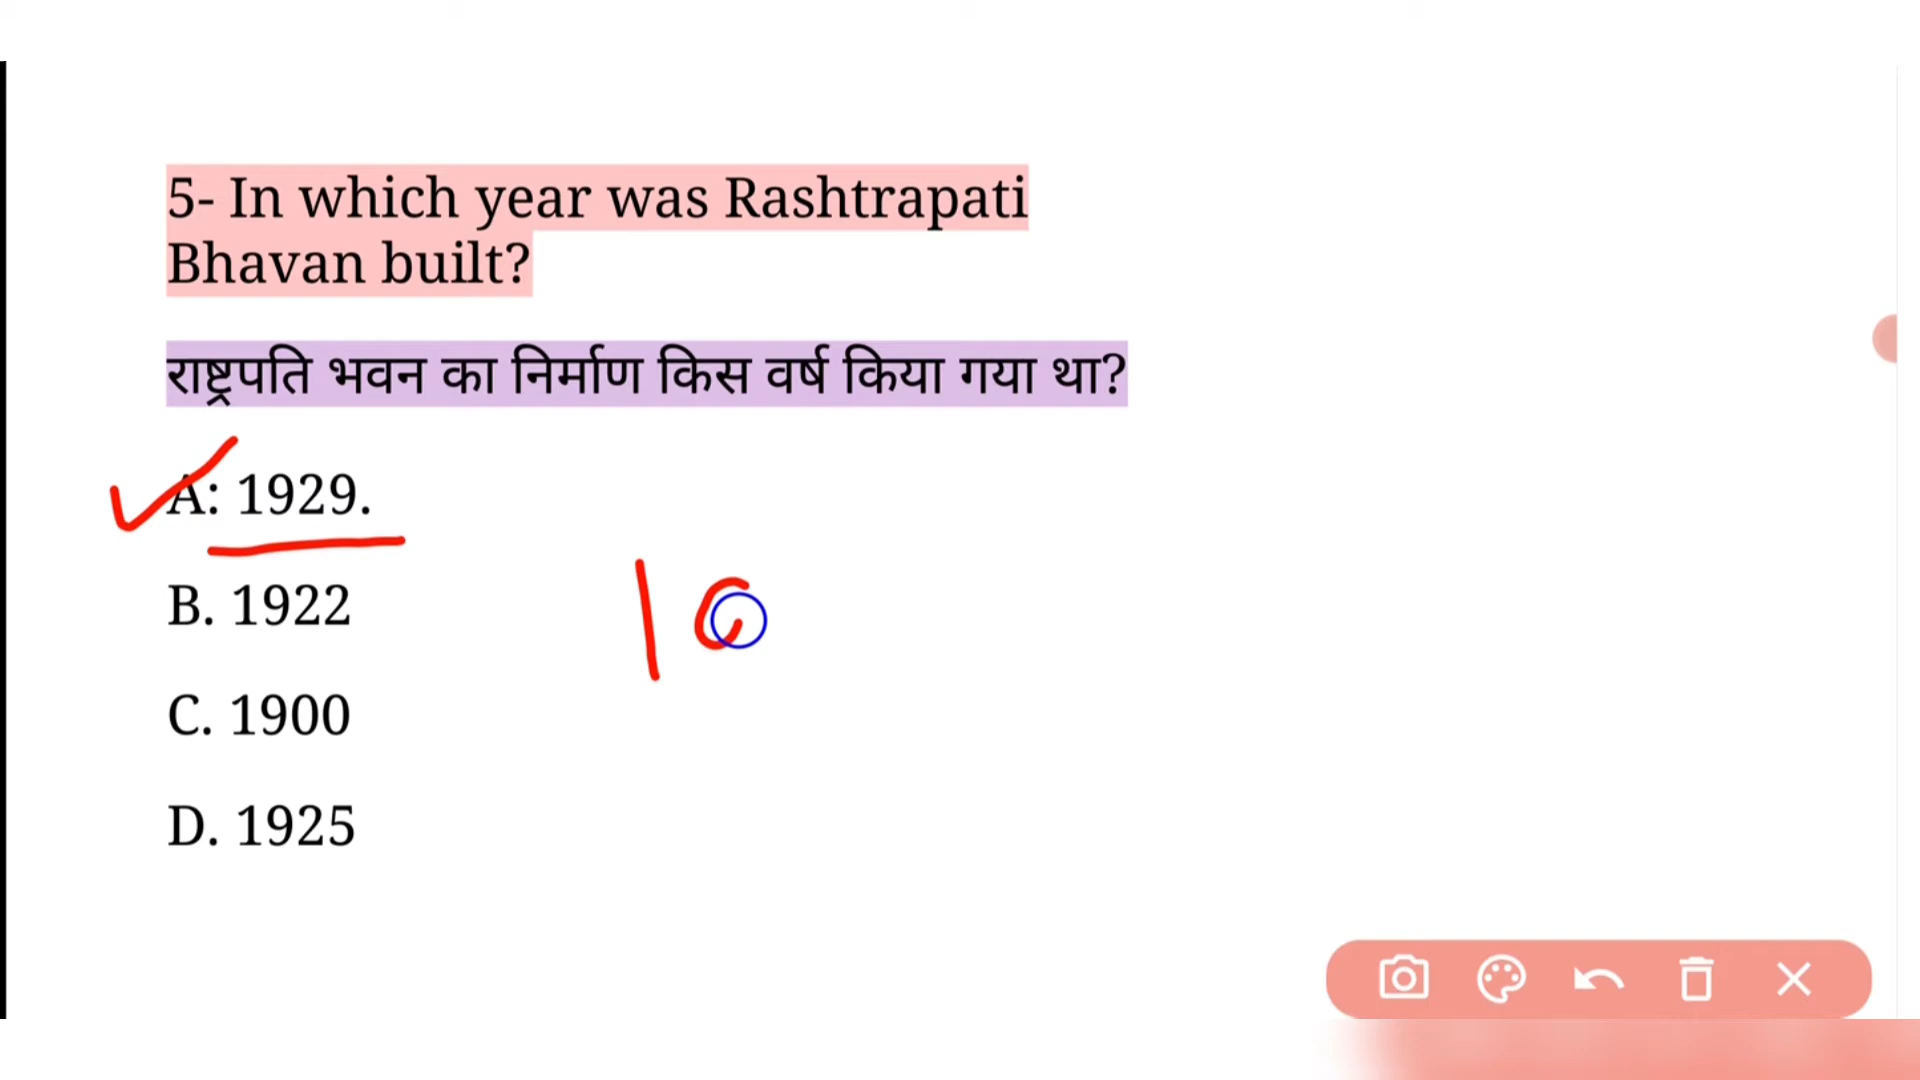 5- In which year was Rashtrapati
Bhavan built?
राष्ट्रपति भवन का निर्माण किस वर्ष किया गया था?
A: 1929.
B. 1922
C. 1900
D. 1925